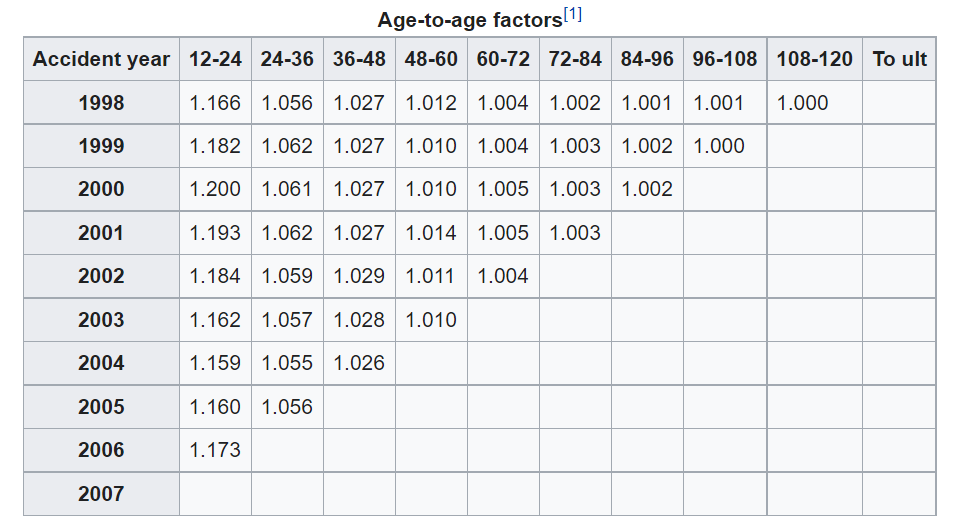 Age-to-age factors[1]
Accident year 12-24 24-36 36-48 48-60 60-72 72-84 84-96 96-108 108-120 To ult
1998 1.166 1.056 1.027 1.012 1.004 1.002 1.001 1.001 1.000
1999 1.182 1.062 1.027 1.010 1.004 1.003 1.002 1.000
2000 1.200 1.061 1.027 1.010 1.005 1.003 1.002
2001 1.193 1.062 1.027 1.014 1.005 1.003
2002 1.184 1.059 1.029 1.011 1.004
2003 1.162 1.057 1.028 1.010
2004 1.159 1.055 1.026
2005 1.160 1.056
2006 1.173
2007